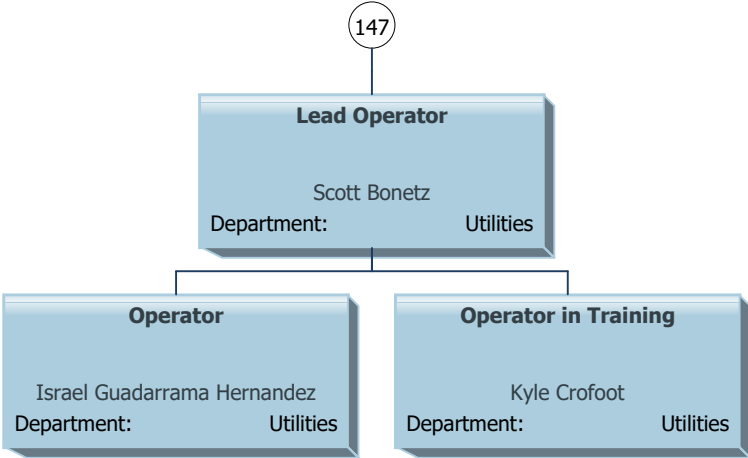 147
Lead Operator
Scott Bonetz
Department: Utilities
Operator
Israel Guadarrama Hernandez
Department: Utilities
Operator in Training
Kyle Crofoot
Department: Utilities